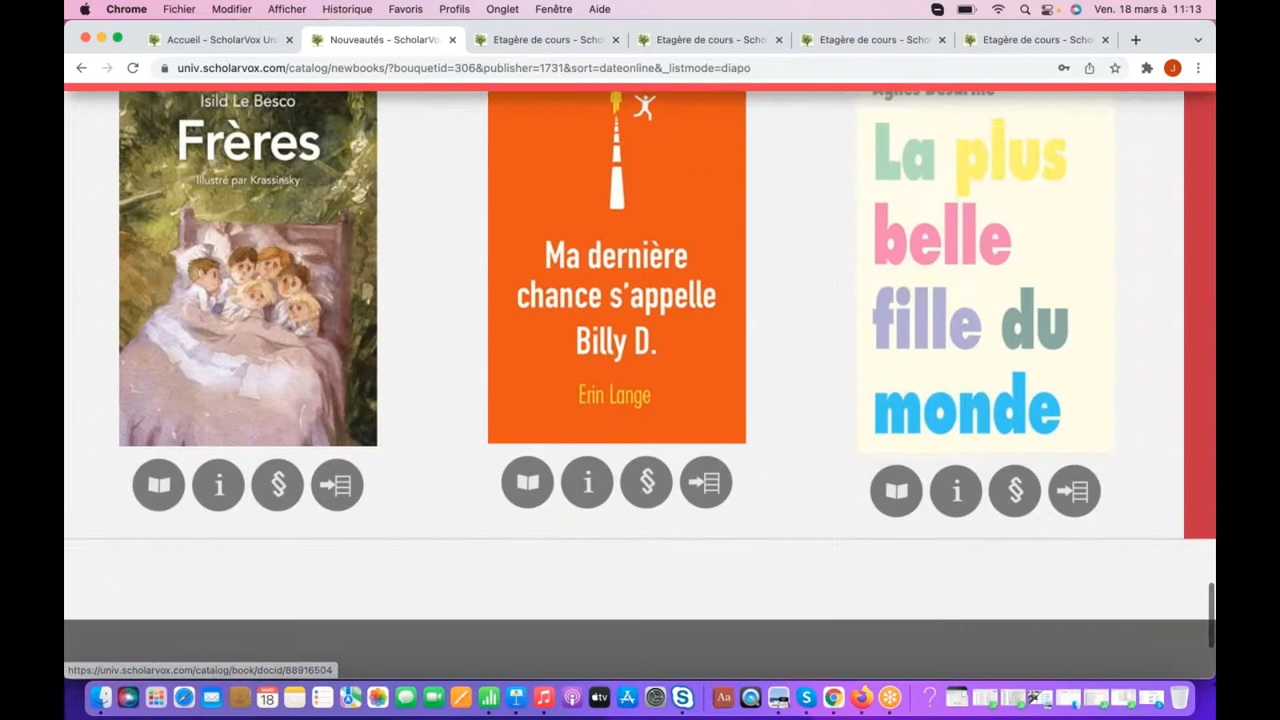 Chrome Fichier Modifier Afficher Historique Favoris Profils Onglet Fenêtre Aide Ven. 18 mars à 11:13
Accueil - ScholarVox Uni Nouveautés - ScholarVo Etagère de cours - Scho Etagère de cours - Scho Etagère de cours - Scho Etagère de cours - Scho
univ.scholarvox.com/catalog/newbooks/?bouquetid=306&publisher=1731&sort=dateonline&_listmode=diapo J
Isild Le Besco
Frères
Illustré par Krassinsky
Ma dernière
chance s'appelle
Billy D.
Erin Lange
La plus
belle
fille du
monde
i § i § i §
https://univ.scholarvox.com/catalog/book/docid/88916504
18 tv Aa